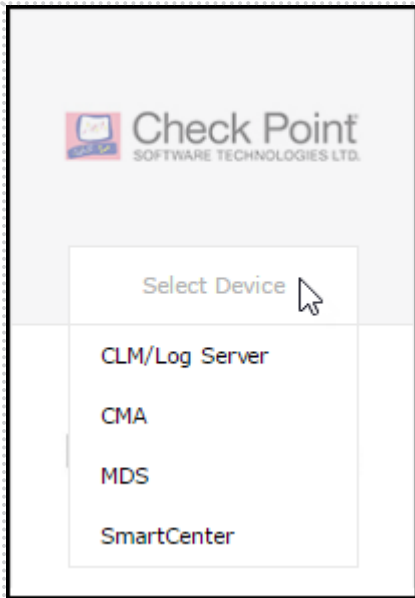 Check Point
SOFTWARE TECHNOLOGIES LTD.
Select Device
CLM/Log Server
CMA
MDS
SmartCenter